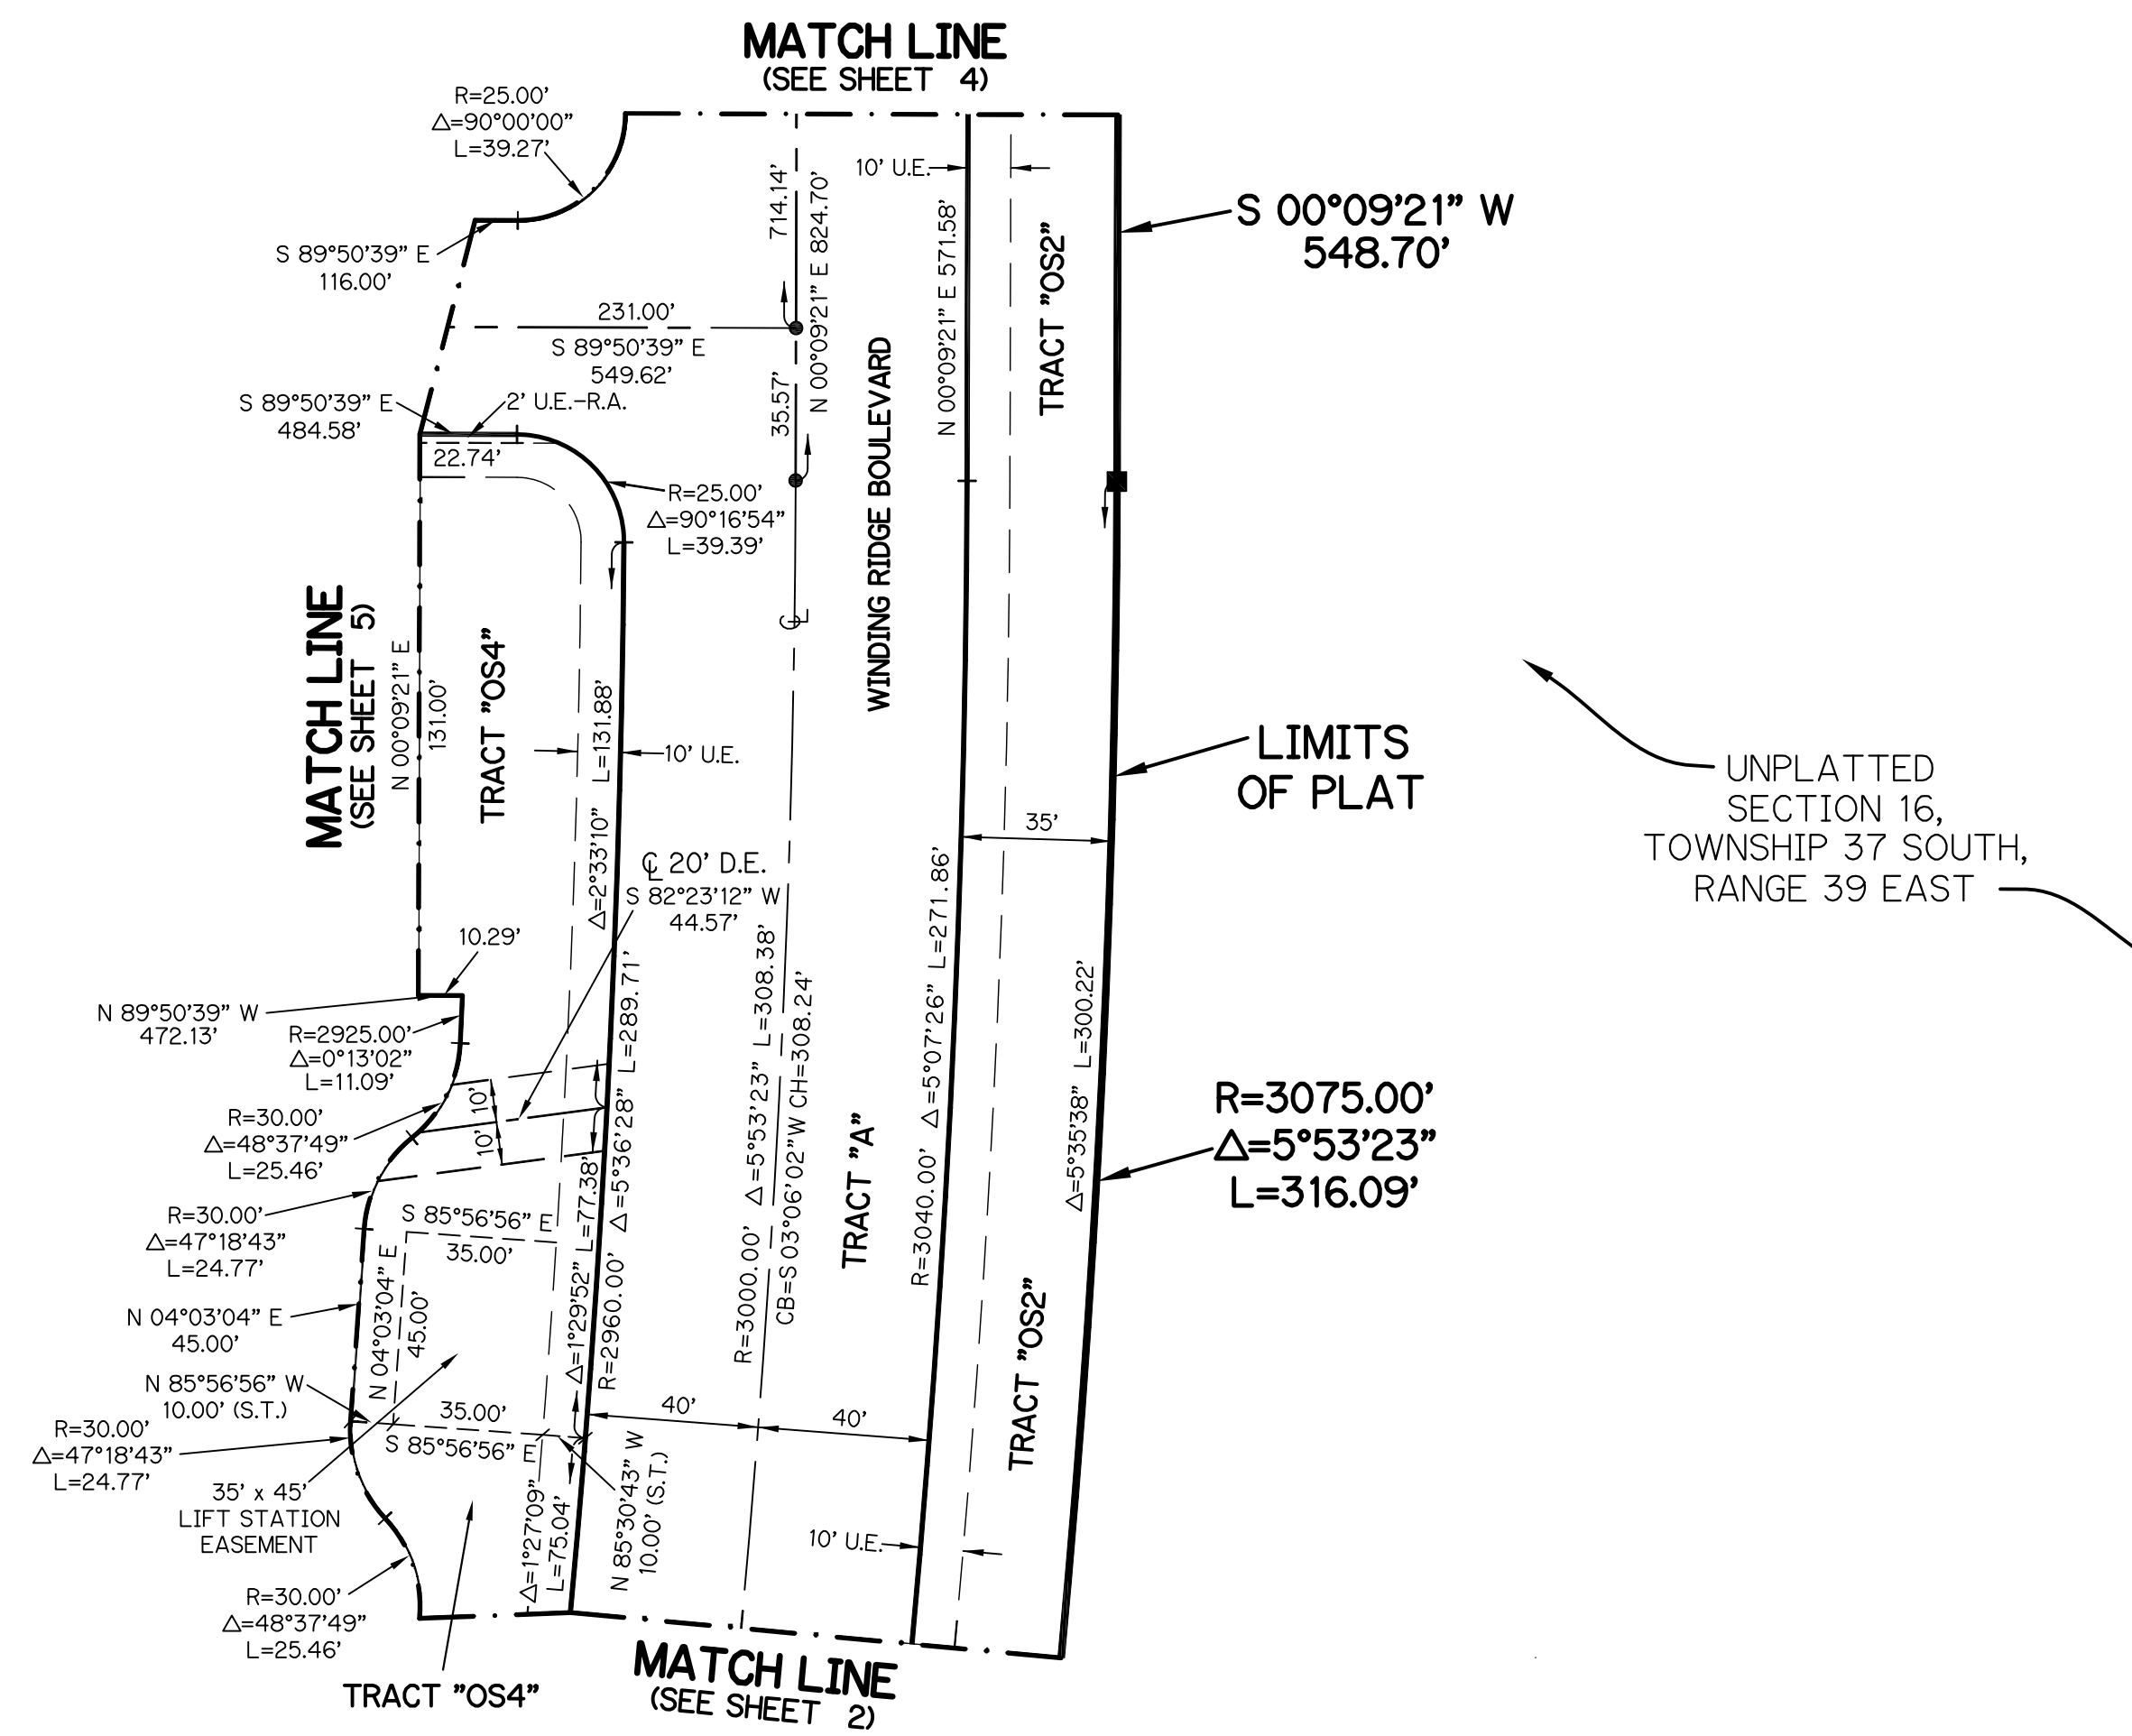 MATCH LINE
(SEE SHEET 4)
R=25.00'
△=90°00'00"
L=39.27'
10' U.E.
714.14'
N 00°09'21" E 824.70'
N 00°09'21" E 571.58'
TRACT "OS2"
S 00°09'21" W
548.70'
S 89°50'39" E
116.00'
231.00'
S 89°50'39" E
549.62'
35.57'
WINDING RIDGE BOULEVARD
S 89°50'39" E
484.58'
2' U.E.-R.A.
22.74'
R=25.00'
△=90°16'54"
L=39.39'
℄
MATCH LINE
(SEE SHEET 5)
N 00°09'21" E
131.00'
TRACT "OS4"
△=2°33'10" L=131.88'
10' U.E.
LIMITS
OF PLAT
UNPLATTED
SECTION 16,
TOWNSHIP 37 SOUTH,
RANGE 39 EAST
35'
℄ 20' D.E.
S 82°23'12" W
44.57'
10.29'
N 89°50'39" W
472.13'
R=2925.00'
△=0°13'02"
L=11.09'
R=30.00'
△=48°37'49"
L=25.46'
10'
10'
R=2960.00' △=5°36'28" L=289.71'
R=3000.00' △=5°53'23" L=308.38'
CB=S 03°06'02"W CH=308.24'
TRACT "A"
R=3040.00' △=5°07'26" L=271.86'
△=5°35'38" L=300.22'
R=3075.00'
△=5°53'23"
L=316.09'
R=30.00'
△=47°18'43"
L=24.77'
S 85°56'56" E
35.00'
△=1°29'52" L=77.38'
N 04°03'04" E
45.00'
N 04°03'04" E
45.00'
TRACT "OS2"
N 85°56'56" W
10.00' (S.T.)
35.00'
S 85°56'56" E
40'
40'
R=30.00'
△=47°18'43"
L=24.77'
35' x 45'
LIFT STATION
EASEMENT
△=1°27'09"
L=75.04'
N 85°30'43" W
10.00' (S.T.)
10' U.E.
R=30.00'
△=48°37'49"
L=25.46'
TRACT "OS4"
MATCH LINE
(SEE SHEET 2)